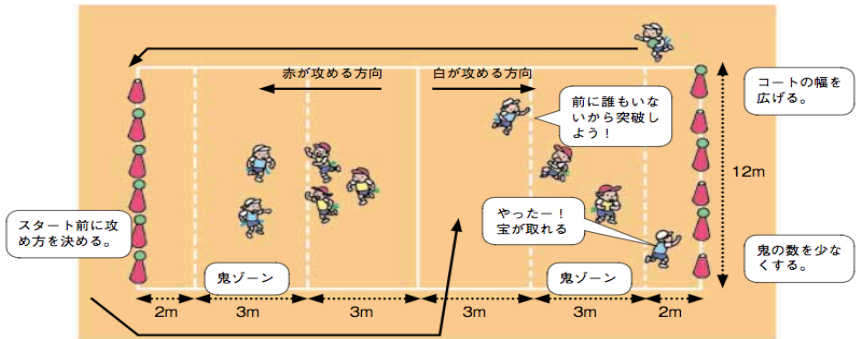 赤が攻める方向
白が攻める方向
前に誰もいな
いから突破し
よう！
コートの幅を
広げる。
12m
スタート前に攻
め方を決める。
やったー！
宝が取れる
鬼の数を少な
くする。
鬼ゾーン
鬼ゾーン
2m
3m
3m
3m
3m
2m